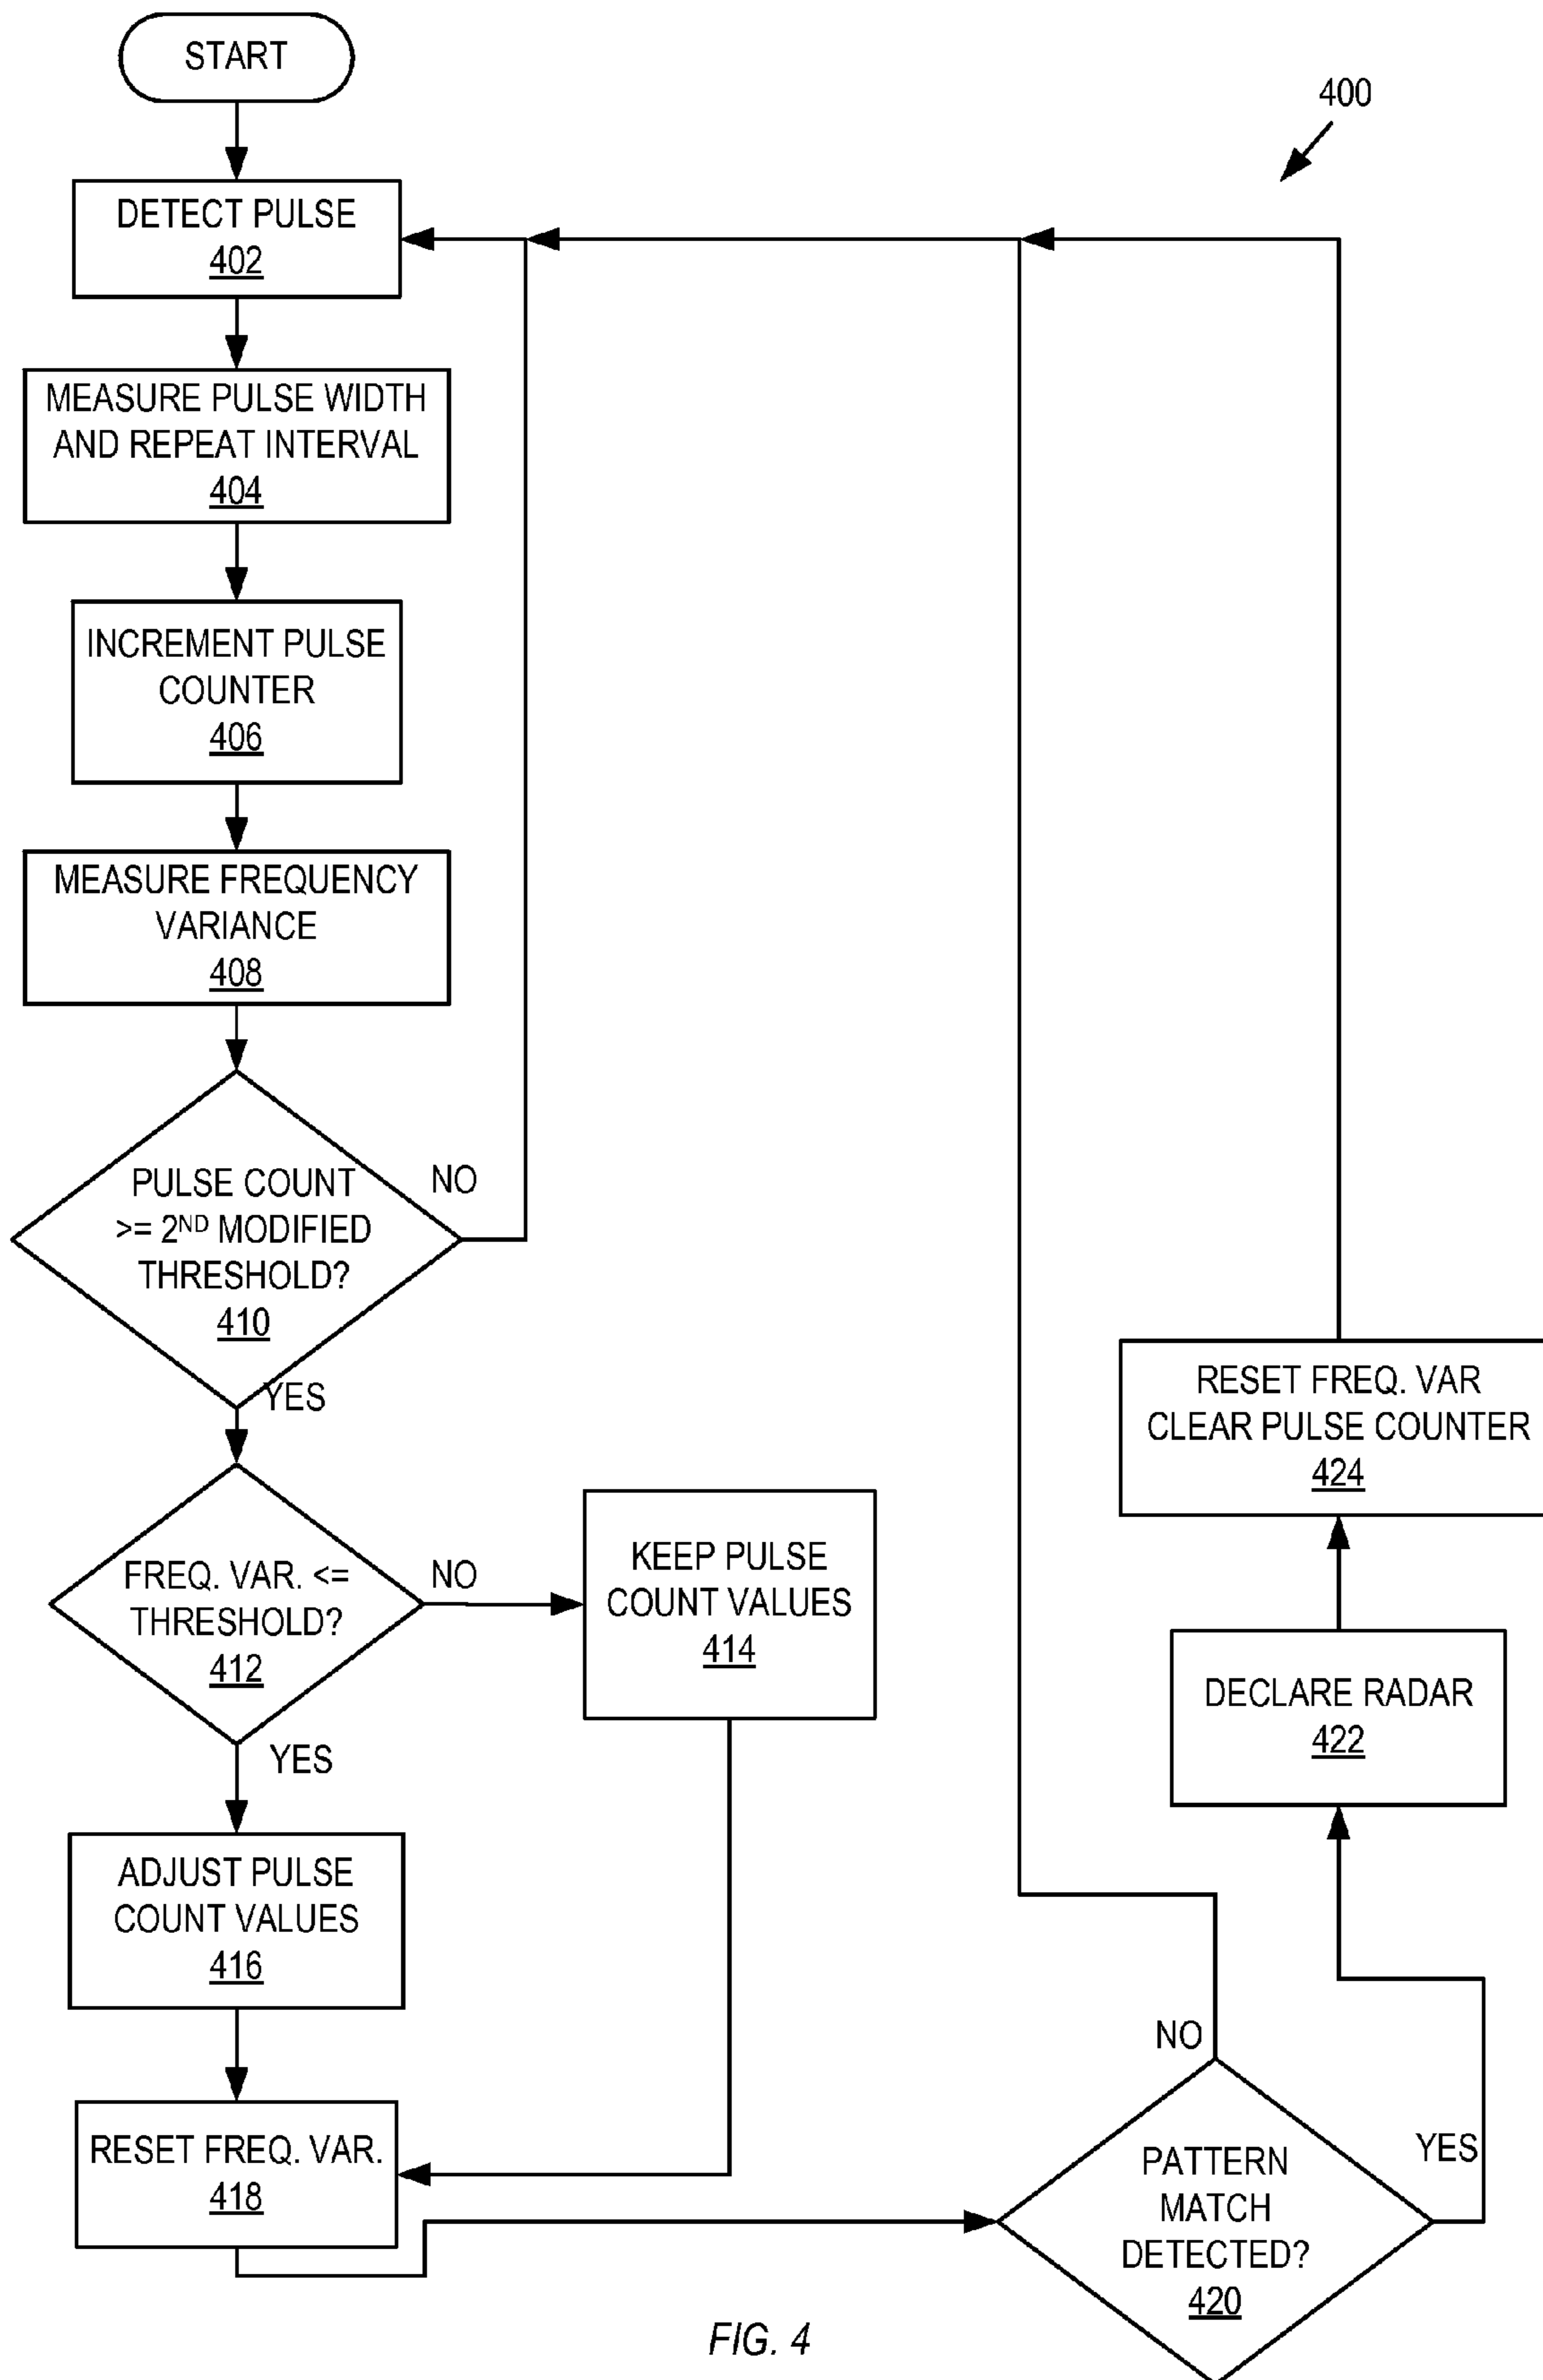 START
400
DETECT PULSE
402
MEASURE PULSE WIDTH
AND REPEAT INTERVAL
404
INCREMENT PULSE
COUNTER
406
MEASURE FREQUENCY
VARIANCE
408
PULSE COUNT
>= 2ND MODIFIED
THRESHOLD?
410
NO
YES
FREQ. VAR. <=
THRESHOLD?
412
NO
YES
KEEP PULSE
COUNT VALUES
414
ADJUST PULSE
COUNT VALUES
416
RESET FREQ. VAR.
418
PATTERN
MATCH
DETECTED?
420
NO
YES
DECLARE RADAR
422
RESET FREQ. VAR
CLEAR PULSE COUNTER
424
FIG. 4